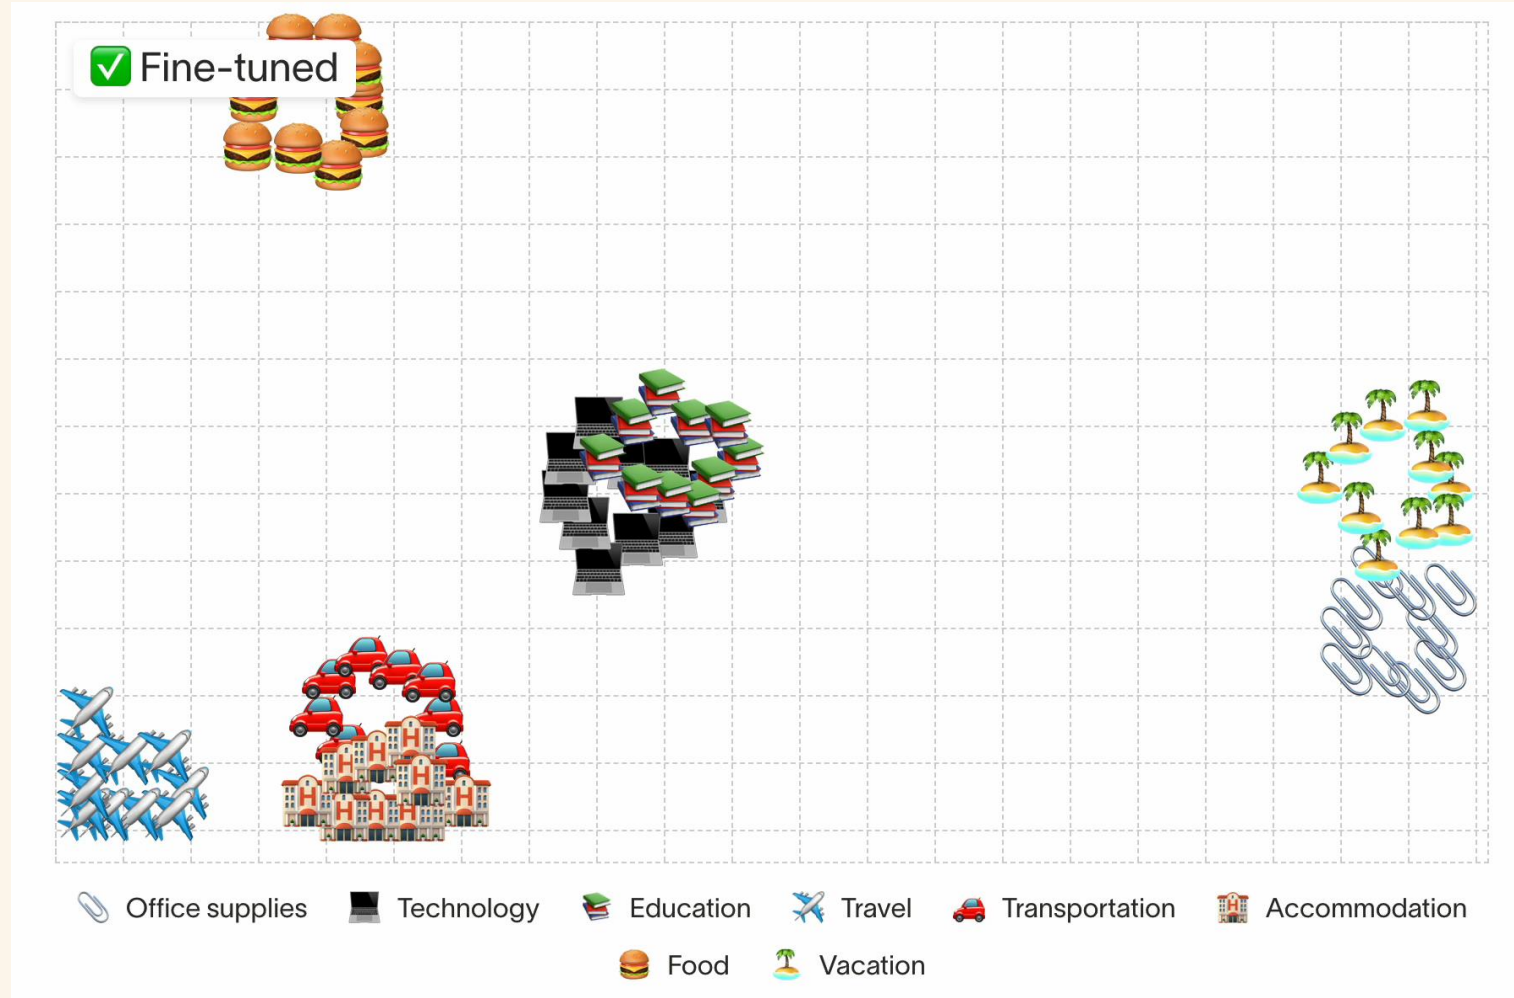 ✅ Fine-tuned
Office supplies Technology Education Travel Transportation Accommodation
Food Vacation